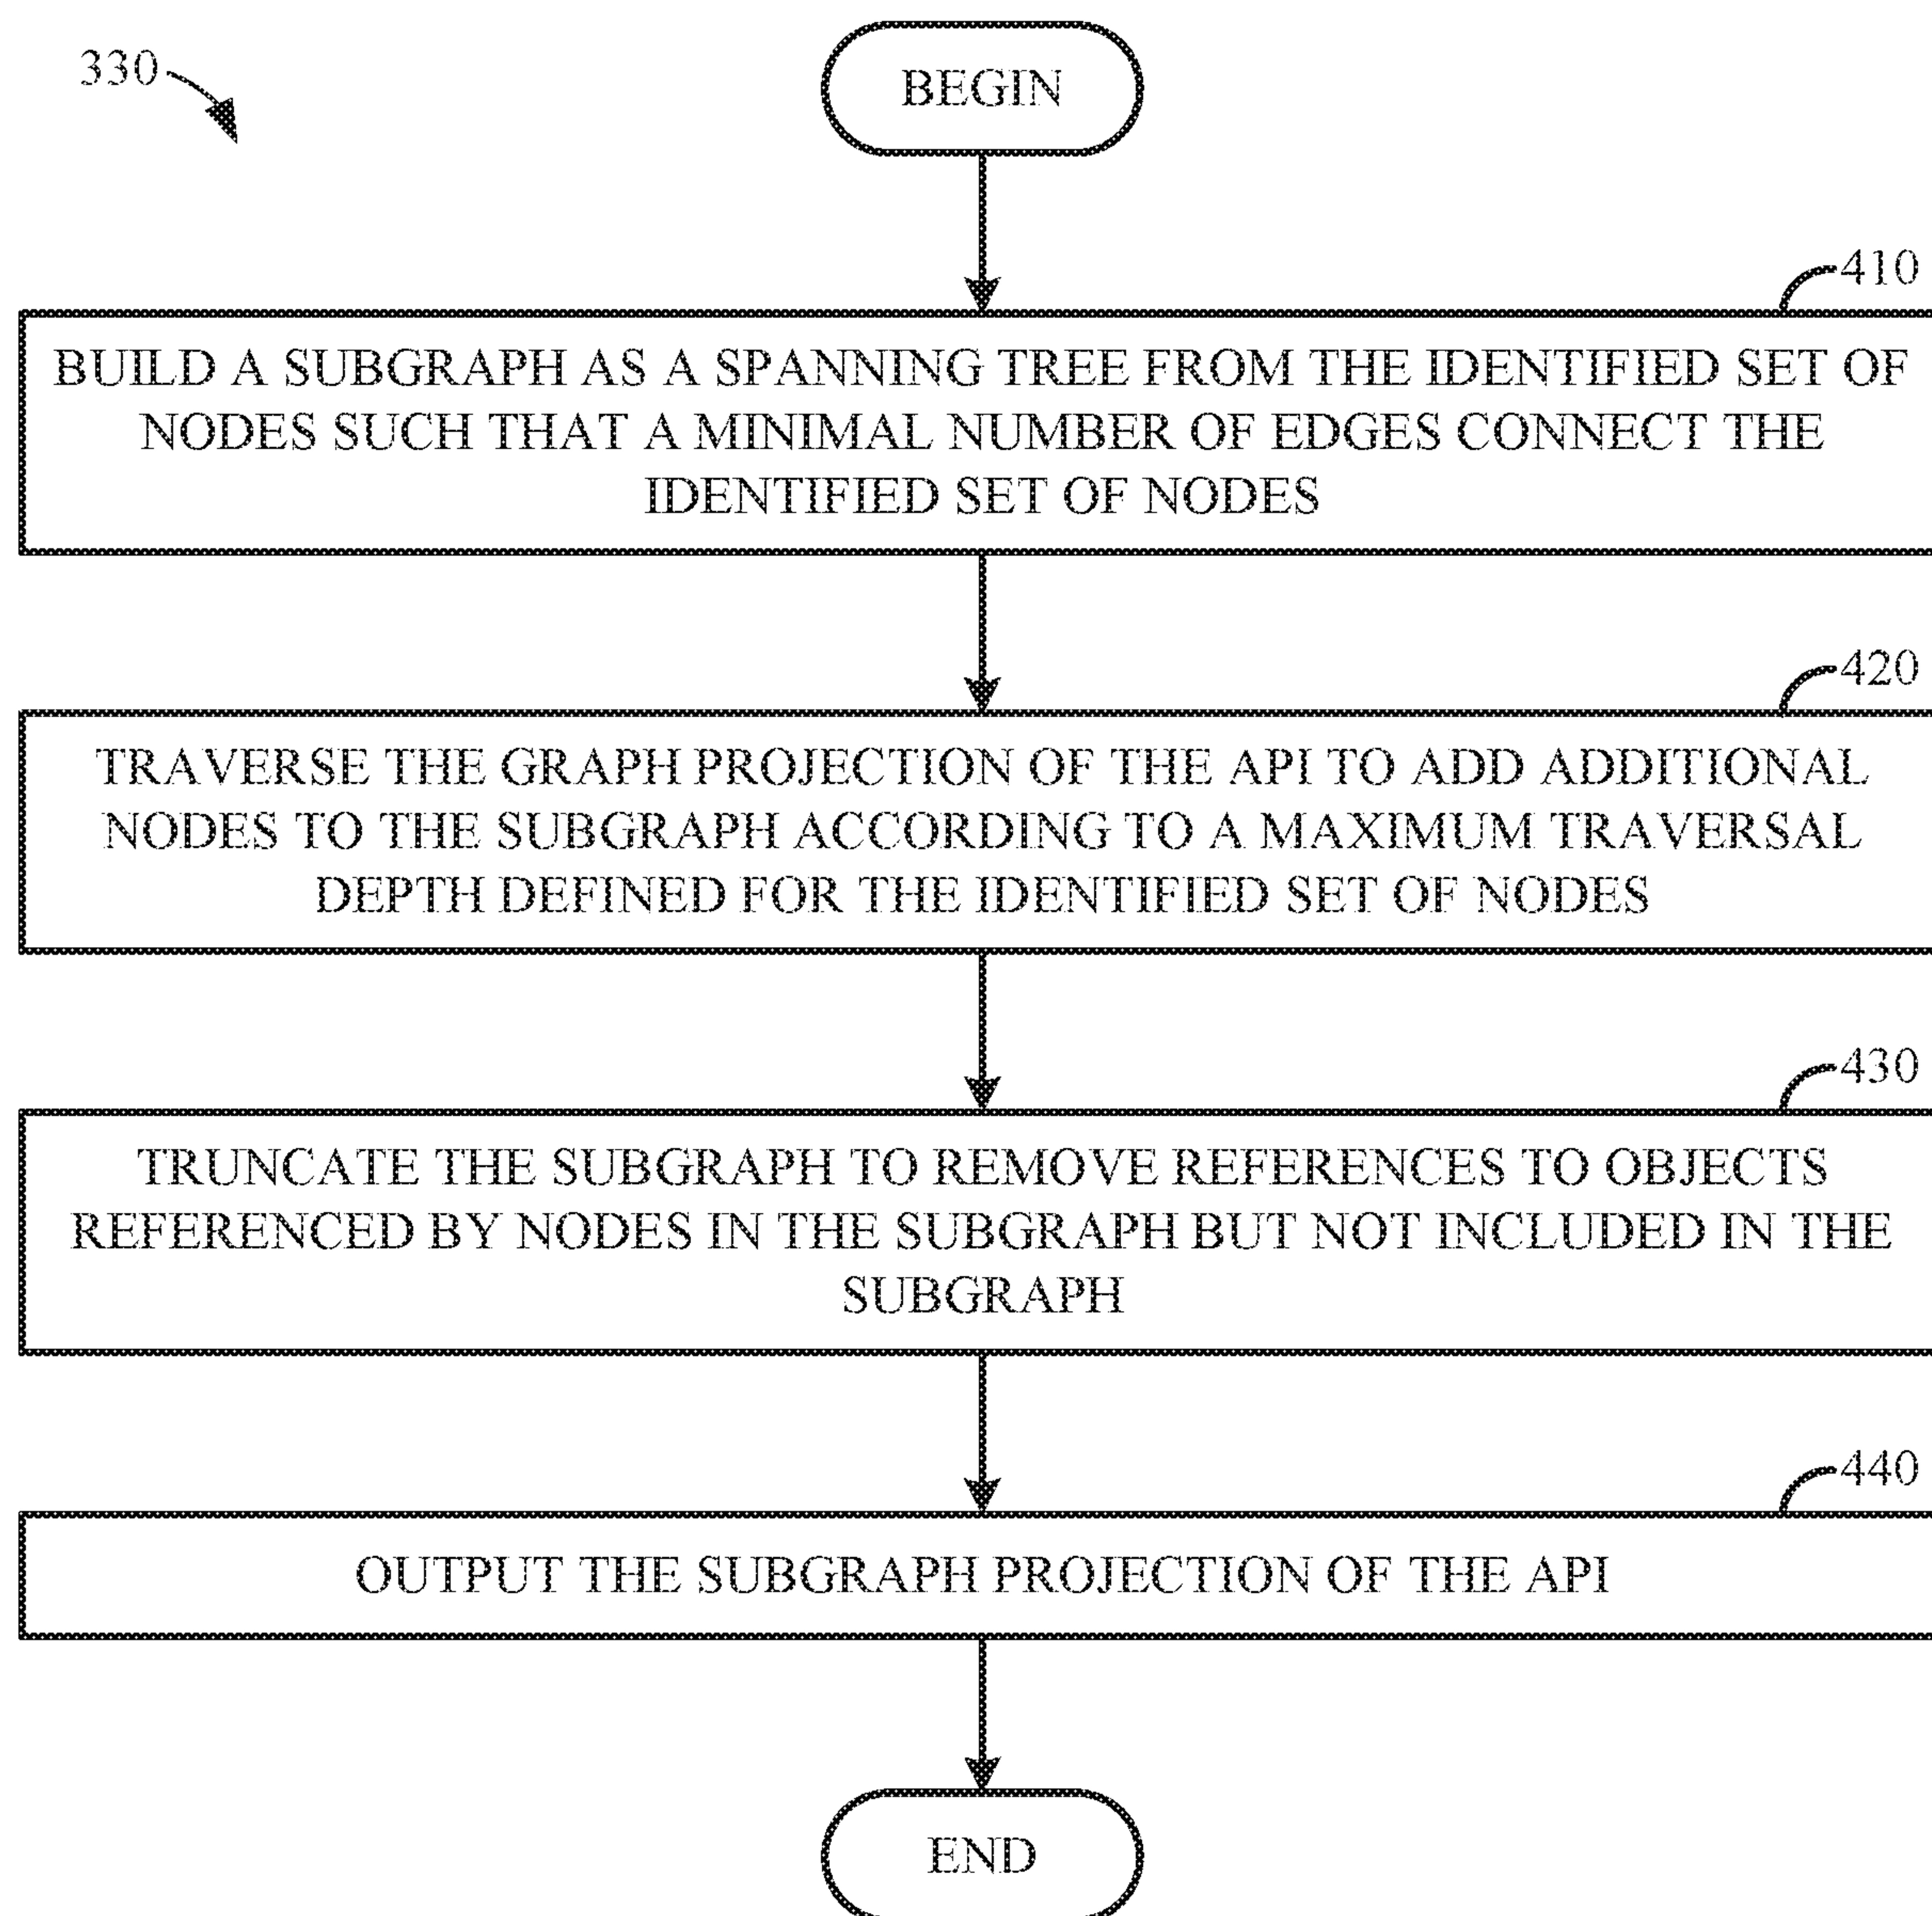 330
BEGIN
410
BUILD A SUBGRAPH AS A SPANNING TREE FROM THE IDENTIFIED SET OF
NODES SUCH THAT A MINIMAL NUMBER OF EDGES CONNECT THE
IDENTIFIED SET OF NODES
420
TRAVERSE THE GRAPH PROJECTION OF THE API TO ADD ADDITIONAL
NODES TO THE SUBGRAPH ACCORDING TO A MAXIMUM TRAVERSAL
DEPTH DEFINED FOR THE IDENTIFIED SET OF NODES
430
TRUNCATE THE SUBGRAPH TO REMOVE REFERENCES TO OBJECTS
REFERENCED BY NODES IN THE SUBGRAPH BUT NOT INCLUDED IN THE
SUBGRAPH
440
OUTPUT THE SUBGRAPH PROJECTION OF THE API
END